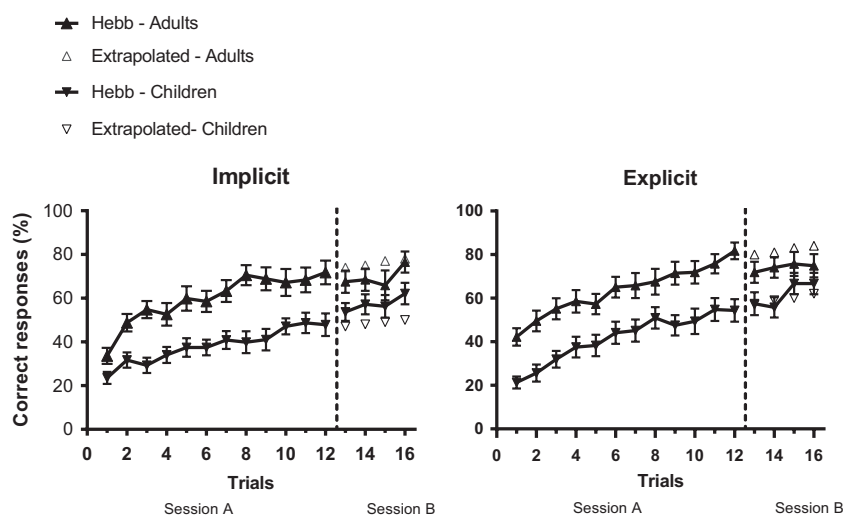 Hebb - Adults
Extrapolated - Adults
Hebb - Children
Extrapolated- Children
Implicit
Explicit
Correct responses (%)
100
80
60
40
20
0
0 2 4 6 8 10 12 14 16
Trials
Session A Session B
100
80
60
40
20
0
0 2 4 6 8 10 12 14 16
Trials
Session A Session B